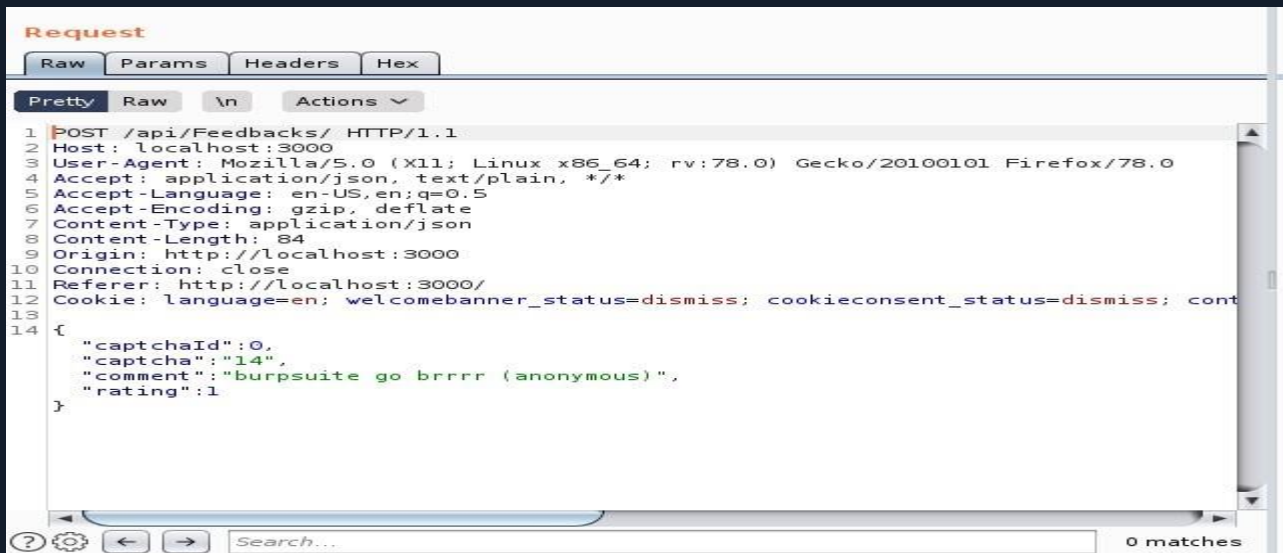 Request
Raw Params Headers Hex
Pretty Raw \n Actions
1 POST /api/Feedbacks/ HTTP/1.1
2 Host: localhost:3000
3 User-Agent: Mozilla/5.0 (X11; Linux x86_64; rv:78.0) Gecko/20100101 Firefox/78.0
4 Accept: application/json, text/plain, */*
5 Accept-Language: en-US,en;q=0.5
6 Accept-Encoding: gzip, deflate
7 Content-Type: application/json
8 Content-Length: 84
9 Origin: http://localhost:3000
10 Connection: close
11 Referer: http://localhost:3000/
12 Cookie: language=en; welcomebanner_status=dismiss; cookieconsent_status=dismiss; cont
13
14 {
"captchaId":0,
"captcha":"14",
"comment":"burpsuite go brrrr (anonymous)",
"rating":1
}
? Search... 0 matches